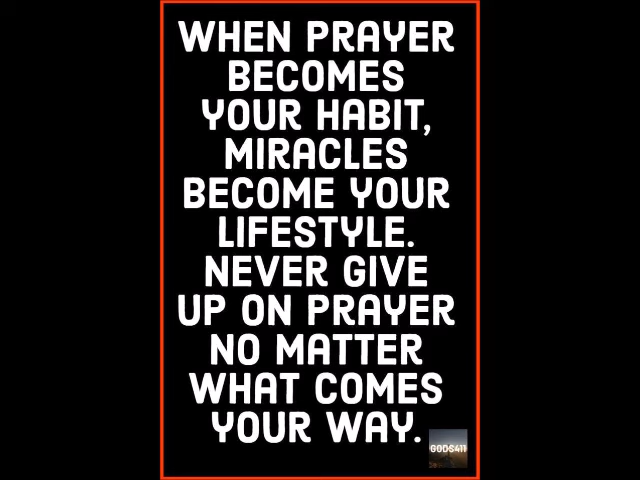 WHEN PRAYER
BECOMES
YOUR HABIT,
MIRACLES
BECOME YOUR
LIFESTYLE.
NEVER GIVE
UP ON PRAYER
NO MATTER
WHAT COMES
YOUR WAY.
GODS411